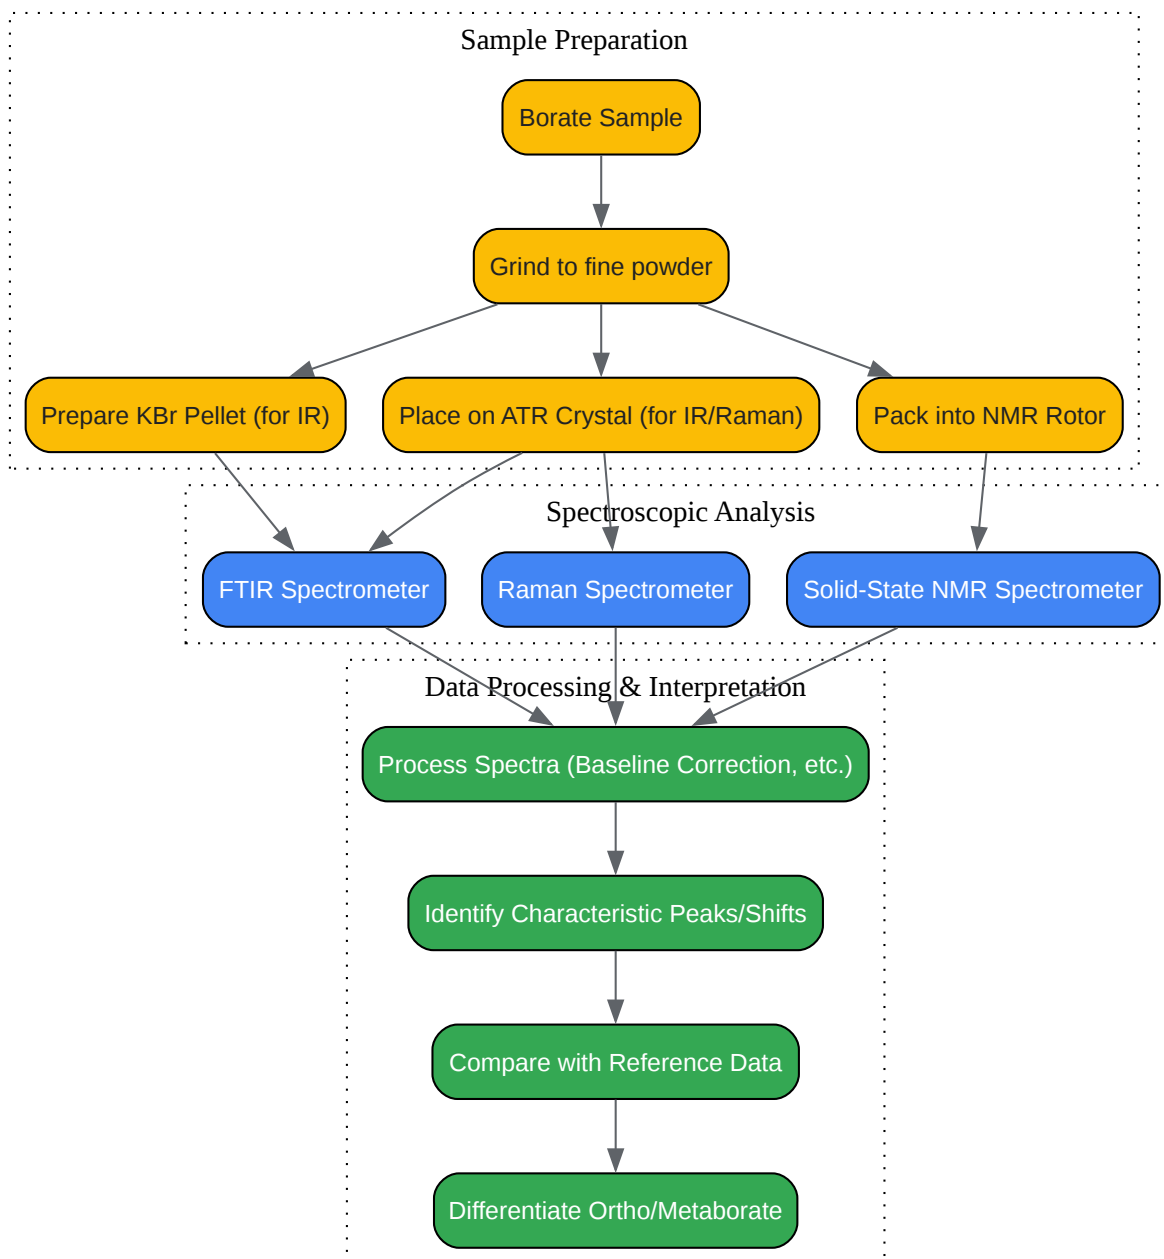 Sample Preparation
Borate Sample
Grind to fine powder
Prepare KBr Pellet (for IR)
Place on ATR Crystal (for IR/Raman)
Pack into NMR Rotor
Spectroscopic Analysis
FTIR Spectrometer
Raman Spectrometer
Solid-State NMR Spectrometer
Data Processing & Interpretation
Process Spectra (Baseline Correction, etc.)
Identify Characteristic Peaks/Shifts
Compare with Reference Data
Differentiate Ortho/Metaborate